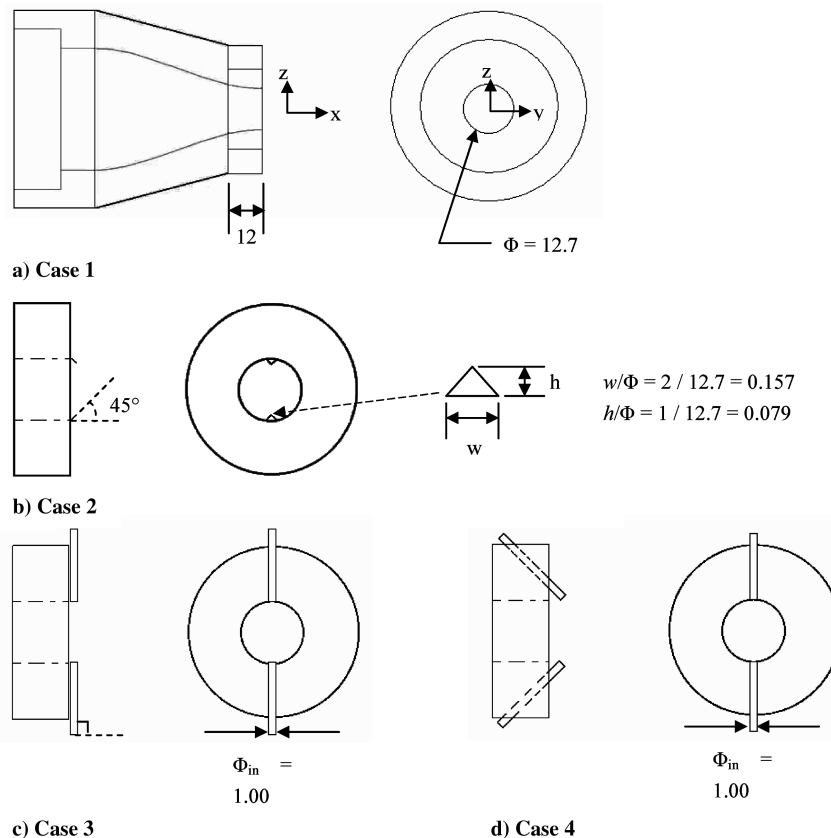 z
x
12
z
y
Φ = 12.7
a) Case 1
45°
h
w
w/Φ = 2 / 12.7 = 0.157
h/Φ = 1 / 12.7 = 0.079
b) Case 2
Φin =
1.00
Φin =
1.00
c) Case 3
d) Case 4